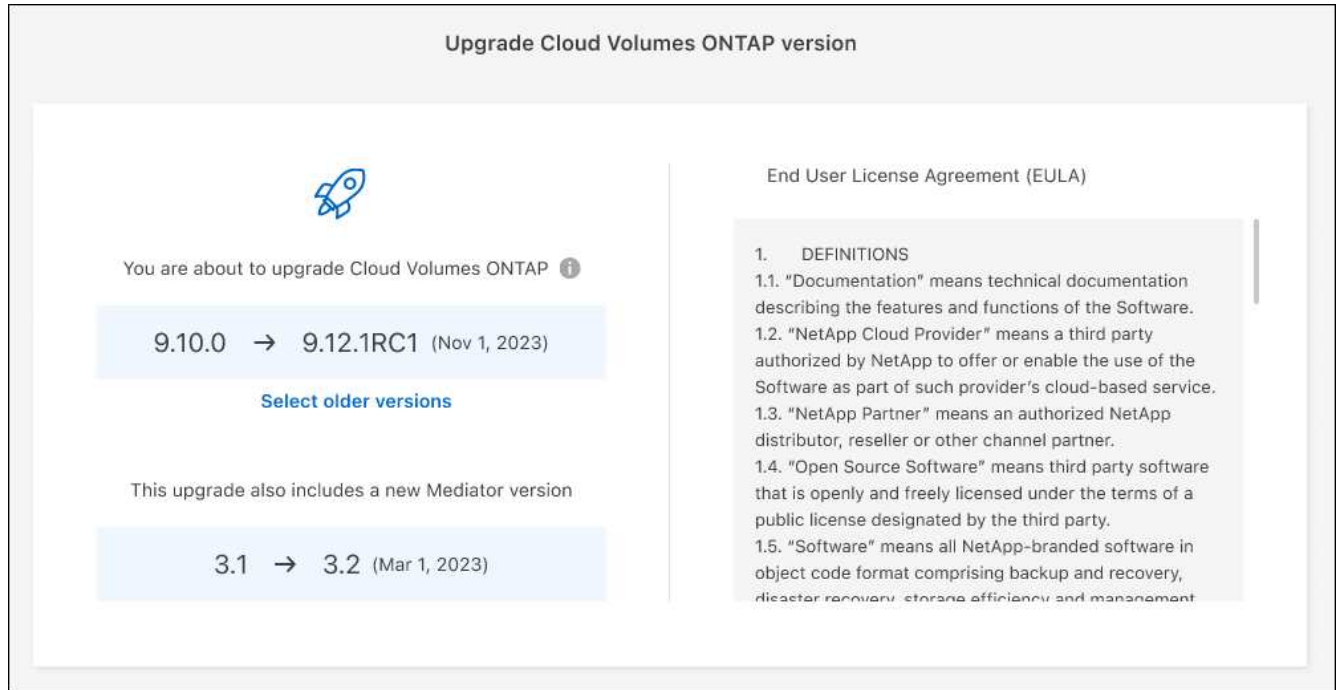 Upgrade Cloud Volumes ONTAP version
You are about to upgrade Cloud Volumes ONTAP
9.10.0 → 9.12.1RC1 (Nov 1, 2023)
Select older versions
This upgrade also includes a new Mediator version
3.1 → 3.2 (Mar 1, 2023)
End User License Agreement (EULA)
1. DEFINITIONS
1.1. “Documentation” means technical documentation
describing the features and functions of the Software.
1.2. “NetApp Cloud Provider” means a third party
authorized by NetApp to offer or enable the use of the
Software as part of such provider’s cloud-based service.
1.3. “NetApp Partner” means an authorized NetApp
distributor, reseller or other channel partner.
1.4. “Open Source Software” means third party software
that is openly and freely licensed under the terms of a
public license designated by the third party.
1.5. “Software” means all NetApp-branded software in
object code format comprising backup and recovery,
disaster recovery, storage efficiency and management